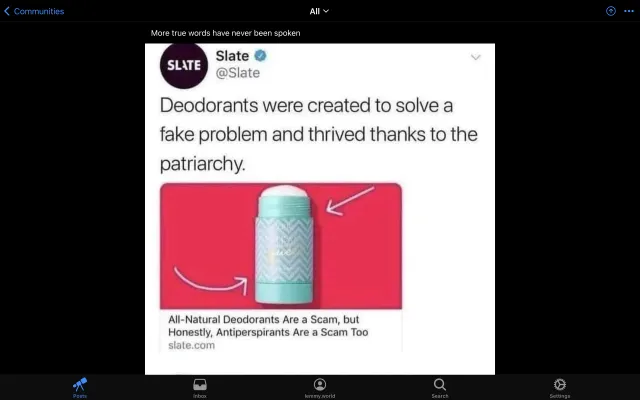 Communities
All
More true words have never been spoken
SLATE
Slate
@Slate
Deodorants were created to solve a
fake problem and thrived thanks to the
patriarchy.
All-Natural Deodorants Are a Scam, but
Honestly, Antiperspirants Are a Scam Too
slate.com
Posts
Inbox
lemmy.world
Search
Settings